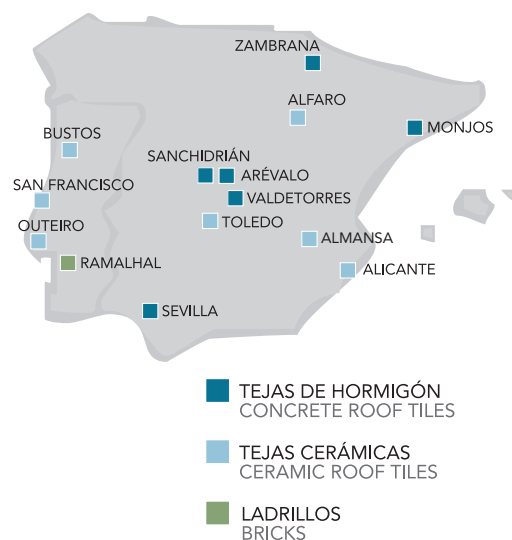 ZAMBRANA
ALFARO
MONJOS
BUSTOS
SANCHIDRIÁN
ARÉVALO
SAN FRANCISCO
VALDETORRES
OUTEIRO
TOLEDO
ALMANSA
RAMALHAL
ALICANTE
SEVILLA
TEJAS DE HORMIGÓN
CONCRETE ROOF TILES
TEJAS CERÁMICAS
CERAMIC ROOF TILES
LADRILLOS
BRICKS